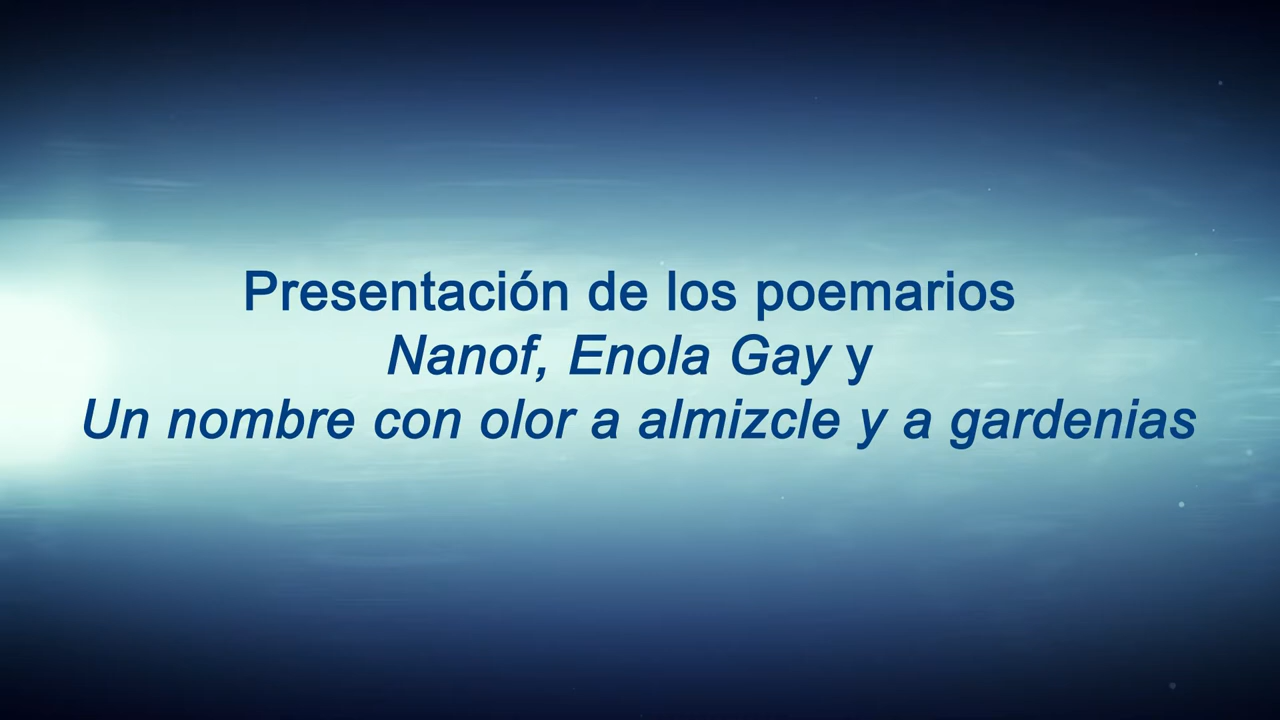 Presentación de los poemarios
Nanof, Enola Gay y
Un nombre con olor a almizcle y a gardenias